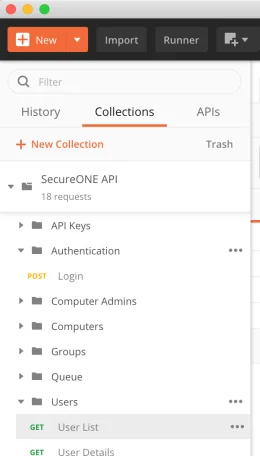 New Import Runner
Filter
History Collections APIs
+ New Collection Trash
SecureONE API
18 requests
API Keys
Authentication
POST Login
Computer Admins
Computers
Groups
Queue
Users
GET User List
GET User Details